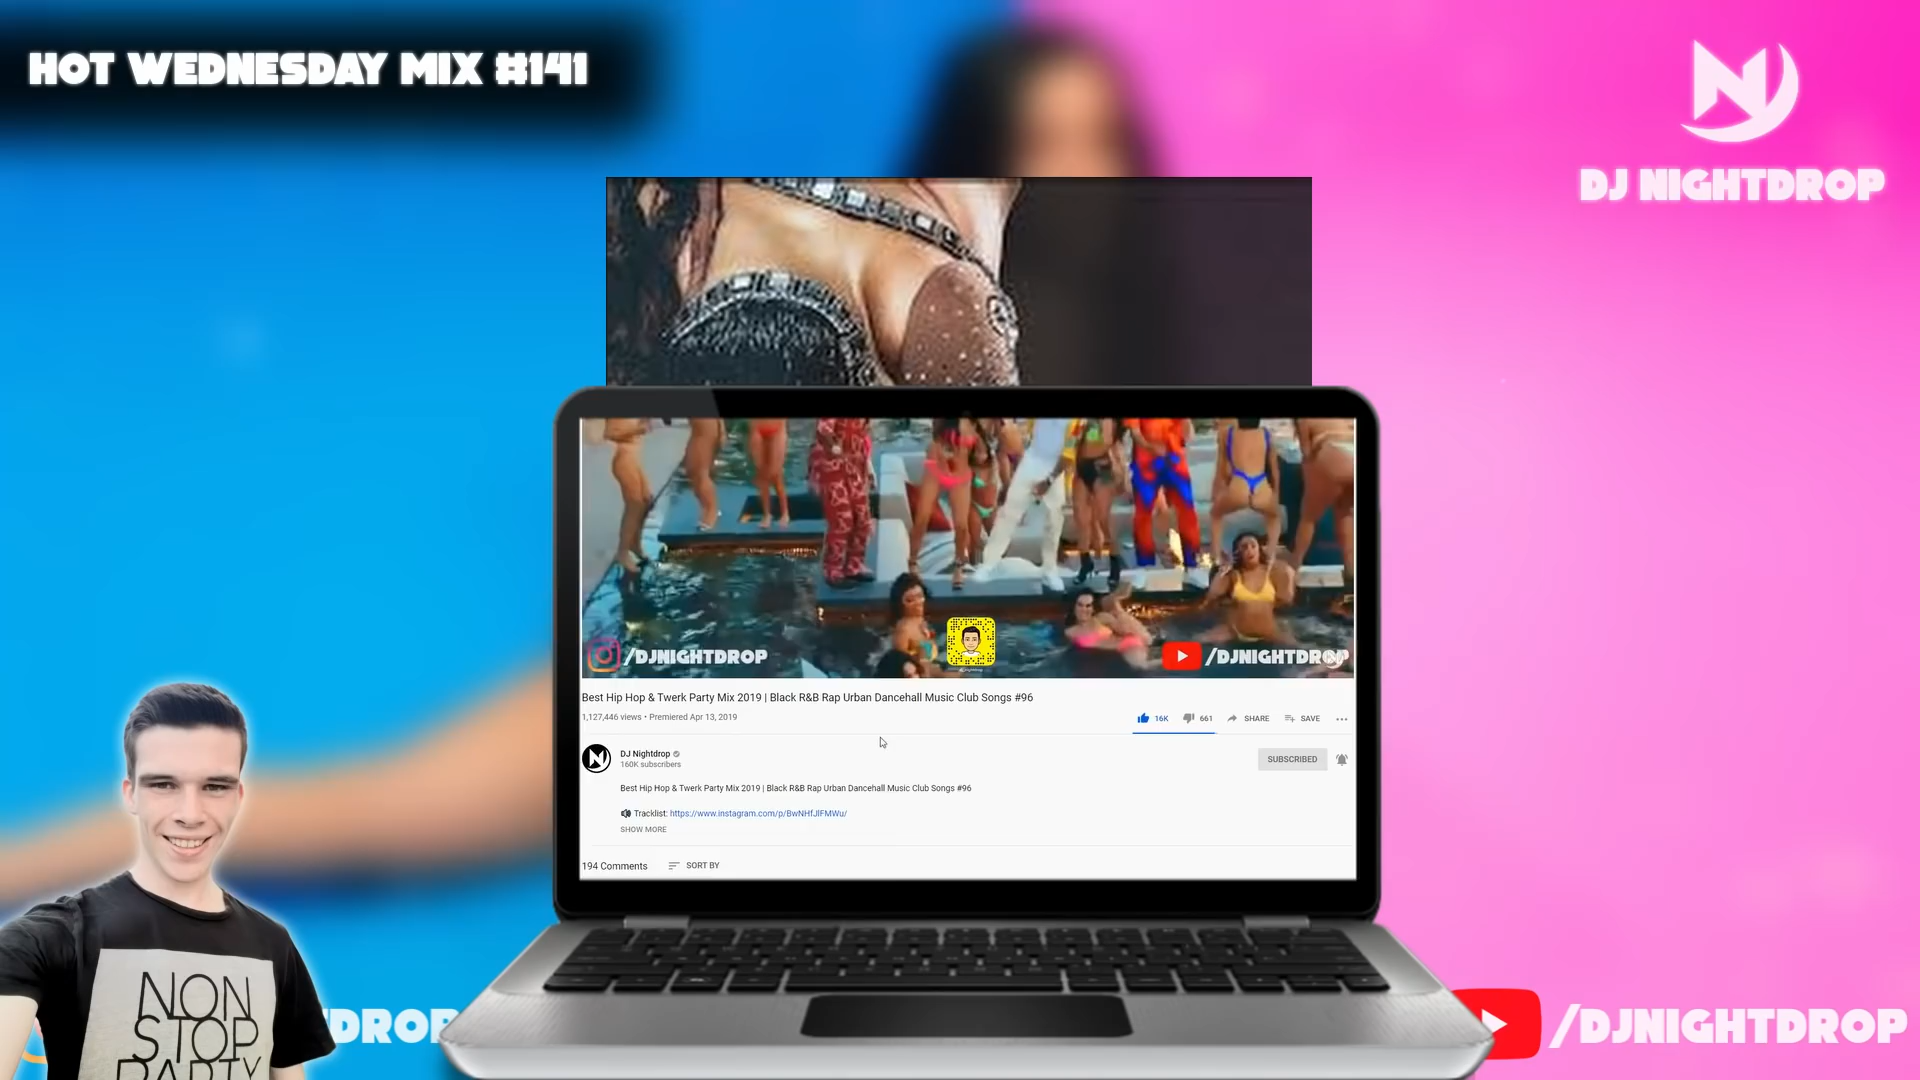 HOT WEDNESDAY MIX #141
DJ NIGHTDROP
/DJNIGHTDROP
/DJNIGHTDROP
Best Hip Hop & Twerk Party Mix 2019 | Black R&B Rap Urban Dancehall Music Club Songs #96
1,127,446 views • Premiered Apr 13, 2019
16K 661 SHARE SAVE
DJ Nightdrop
160K subscribers
SUBSCRIBED
Best Hip Hop & Twerk Party Mix 2019 | Black R&B Rap Urban Dancehall Music Club Songs #96
Tracklist: https://www.instagram.com/p/BwNHfJlFMWu/
SHOW MORE
194 Comments SORT BY
NON
STOP
PARTY
DROP
/DJNIGHTDROP